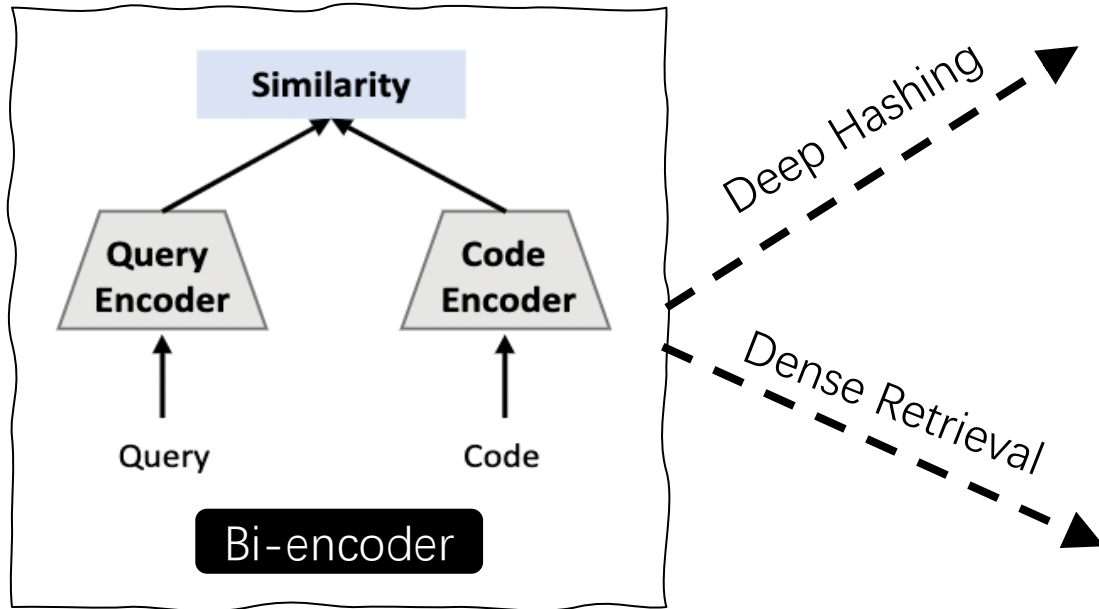 Similarity
Query
Encoder
Code
Encoder
Query
Code
Bi-encoder
Deep Hashing
Dense Retrieval